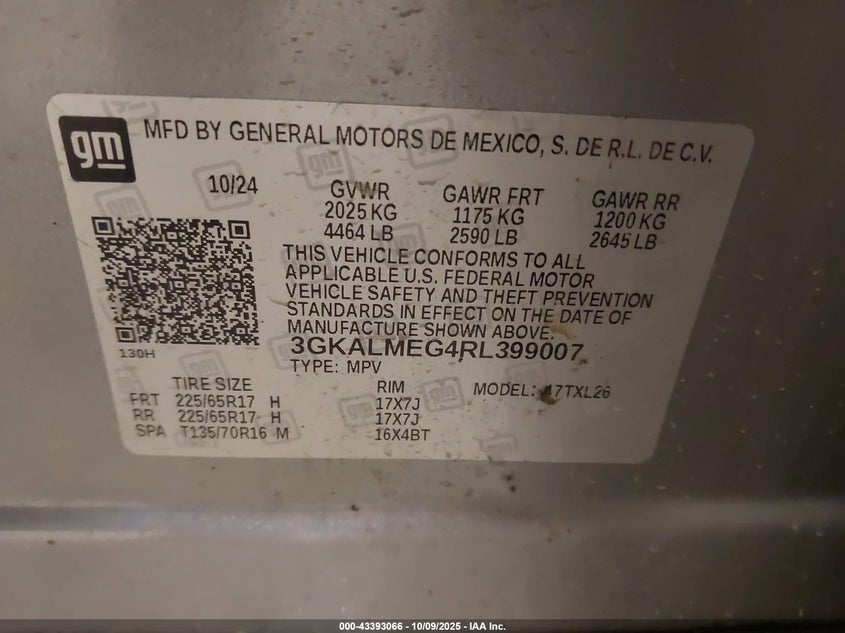 gm
MFD BY GENERAL MOTORS DE MEXICO, S. DE R.L. DE C.V.
10/24 GVWR GAWR FRT GAWR RR
2025 KG 1175 KG 1200 KG
4464 LB 2590 LB 2645 LB
THIS VEHICLE CONFORMS TO ALL
APPLICABLE U.S. FEDERAL MOTOR
VEHICLE SAFETY AND THEFT PREVENTION
STANDARDS IN EFFECT ON THE DATE OF
MANUFACTURE SHOWN ABOVE.
130H
3GKALMEG4RL399007
TYPE: MPV
TIRE SIZE RIM MODEL: 17TXL26
FRT 225/65R17 H 17X7J
RR 225/65R17 H 17X7J
SPA T135/70R16 M 16X4BT
000-43393066 - 10/09/2025 - IAA Inc.